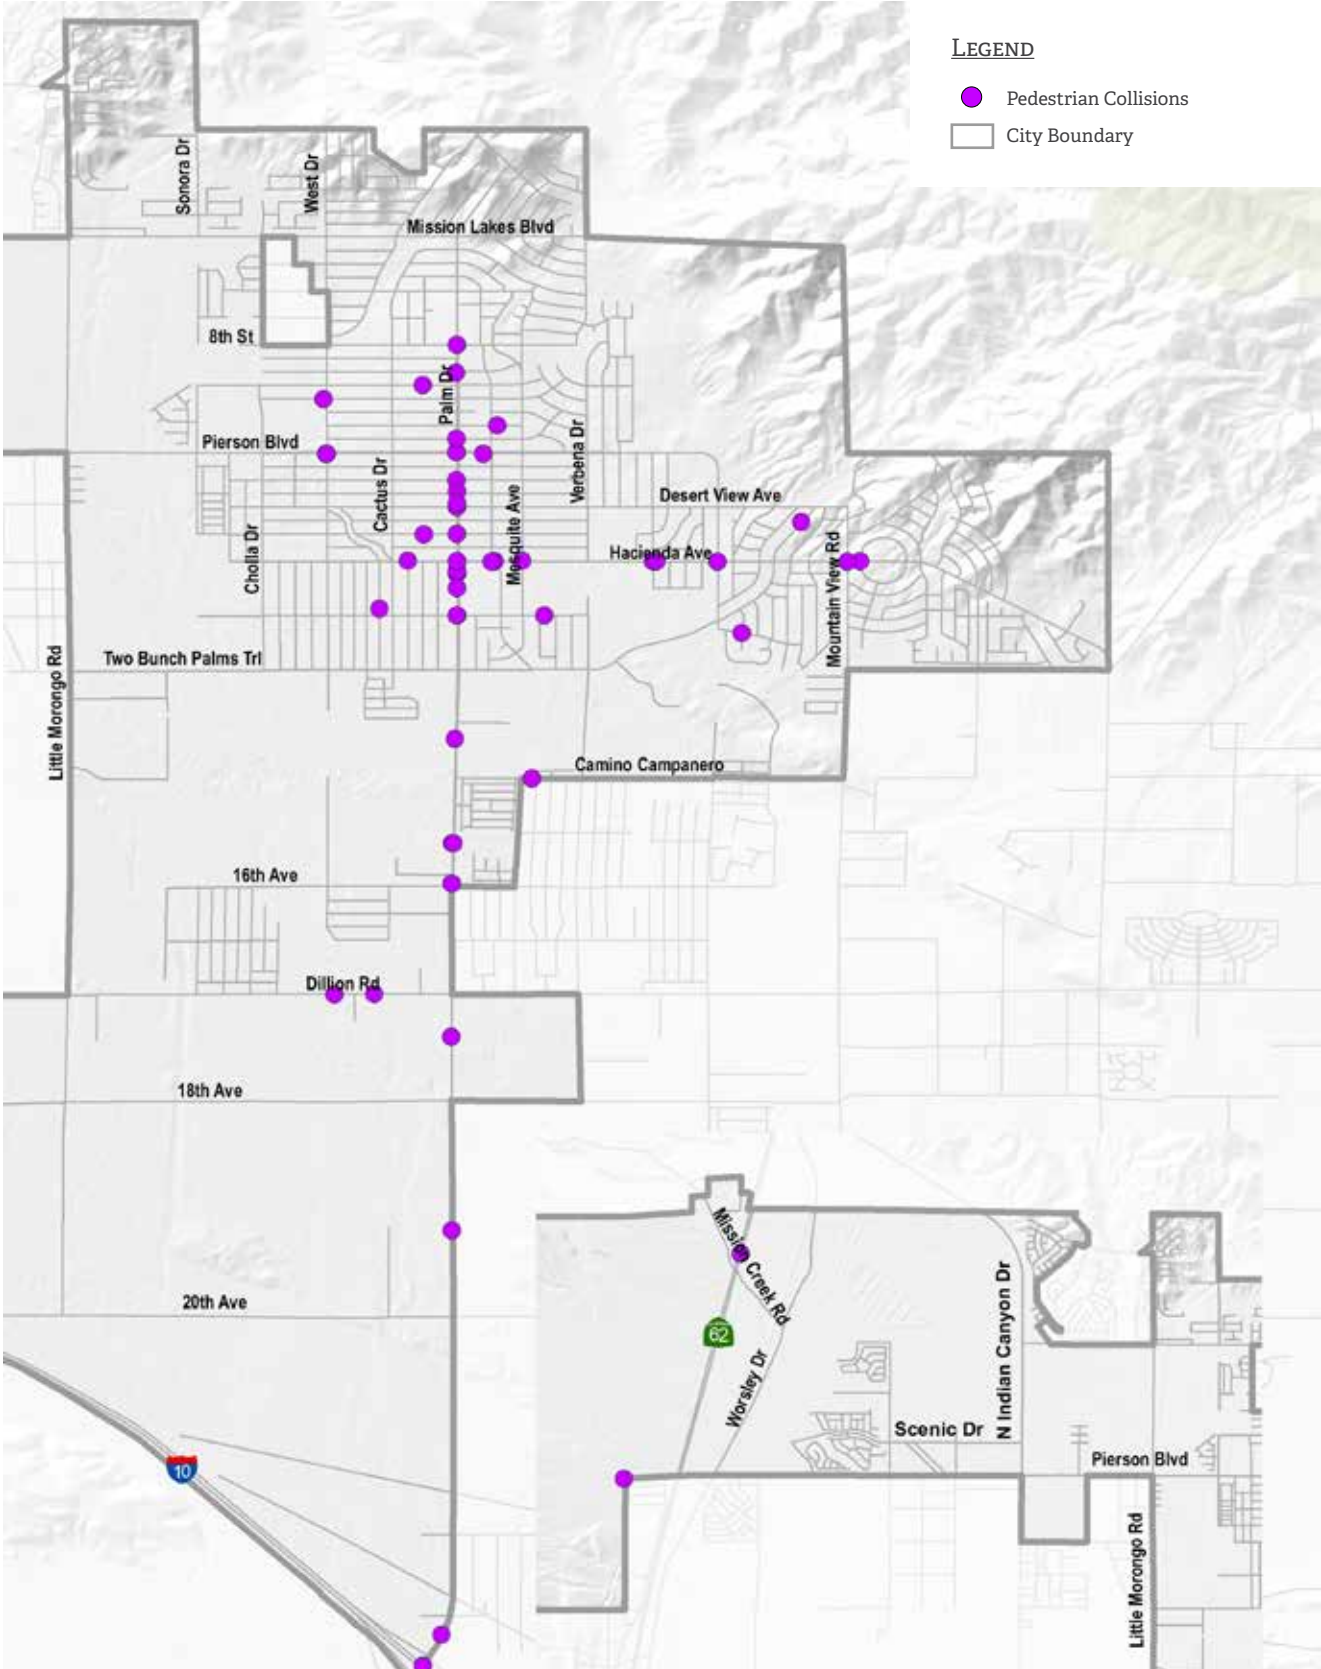 LEGEND
Pedestrian Collisions
City Boundary
Sonora Dr
West Dr
Mission Lakes Blvd
8th St
Palm Dr
Pierson Blvd
Verbena Dr
Cactus Dr
Mesquite Ave
Desert View Ave
Cholla Dr
Hacienda Ave
Mountain View Rd
Two Bunch Palms Trl
Little Morongo Rd
Camino Campanero
16th Ave
Dillion Rd
18th Ave
20th Ave
10
Mission Creek Rd
62
Worsley Dr
N Indian Canyon Dr
Scenic Dr
Pierson Blvd
Little Morongo Rd